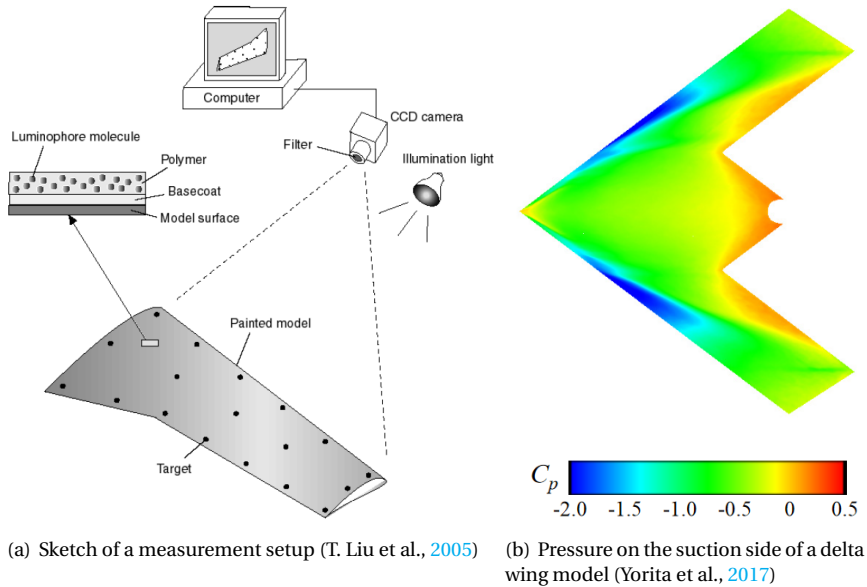 Computer
CCD camera
Filter
Illumination light
Luminophore molecule
Polymer
Basecoat
Model surface
Painted model
Target
(a) Sketch of a measurement setup (T. Liu et al., 2005)
C_p
-2.0 -1.5 -1.0 -0.5 0 0.5
(b) Pressure on the suction side of a delta
wing model (Yorita et al., 2017)